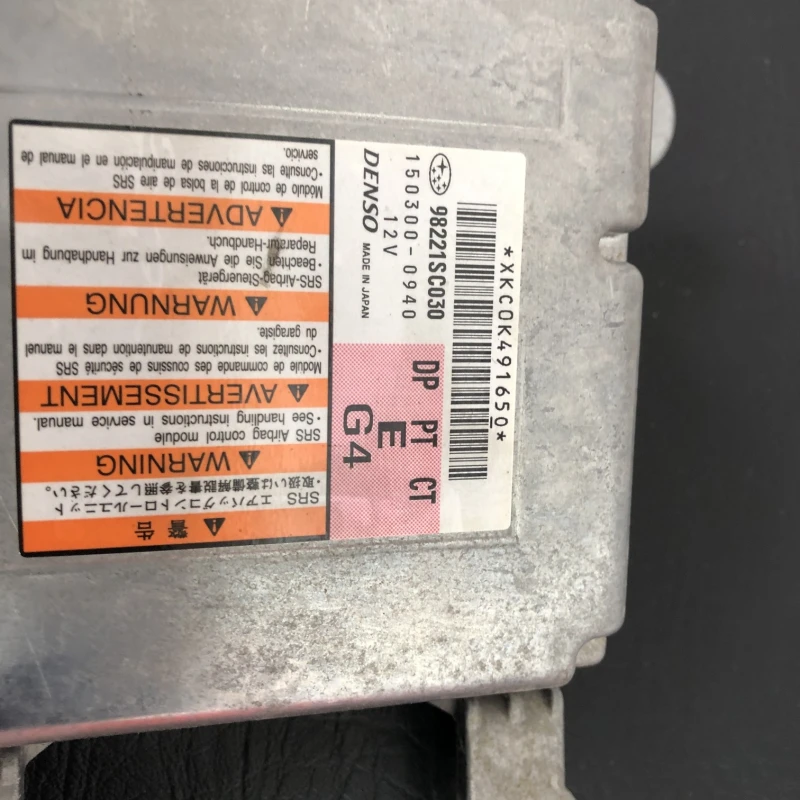 *XKC0K491650*
98221SC030
150300-0940
12V
DENSO MADE IN JAPAN
DP PT CT
E
G4
警告
SRS エアバッグコントロールユニット
・取扱いは整備解説書を参照してください。
WARNING
SRS Airbag control module
・See handling instructions in service manual.
AVERTISSEMENT
Module de commande des coussins de sécurité SRS
・Consultez les instructions de manutention dans le manuel
du garagiste.
WARNUNG
SRS-Airbag-Steuergerät
・Beachten Sie die Anweisungen zur Handhabung im
Reparatur-Handbuch.
ADVERTENCIA
Módulo de control de la bolsa de aire SRS
・Consulte las instrucciones de manipulación en el manual de
servicio.